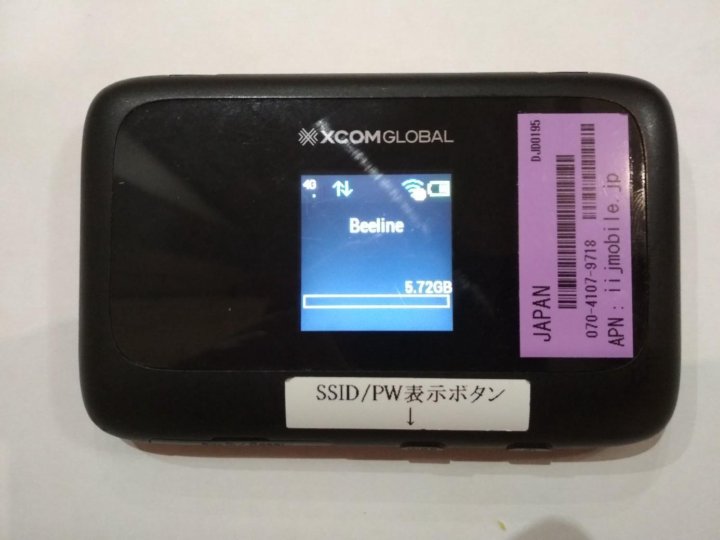 XCOMGLOBAL
4G
Beeline
5.72GB
SSID/PW表示ボタン
↓
JAPAN
070-4107-9718
APN : iijmobile.jp
DJD0195